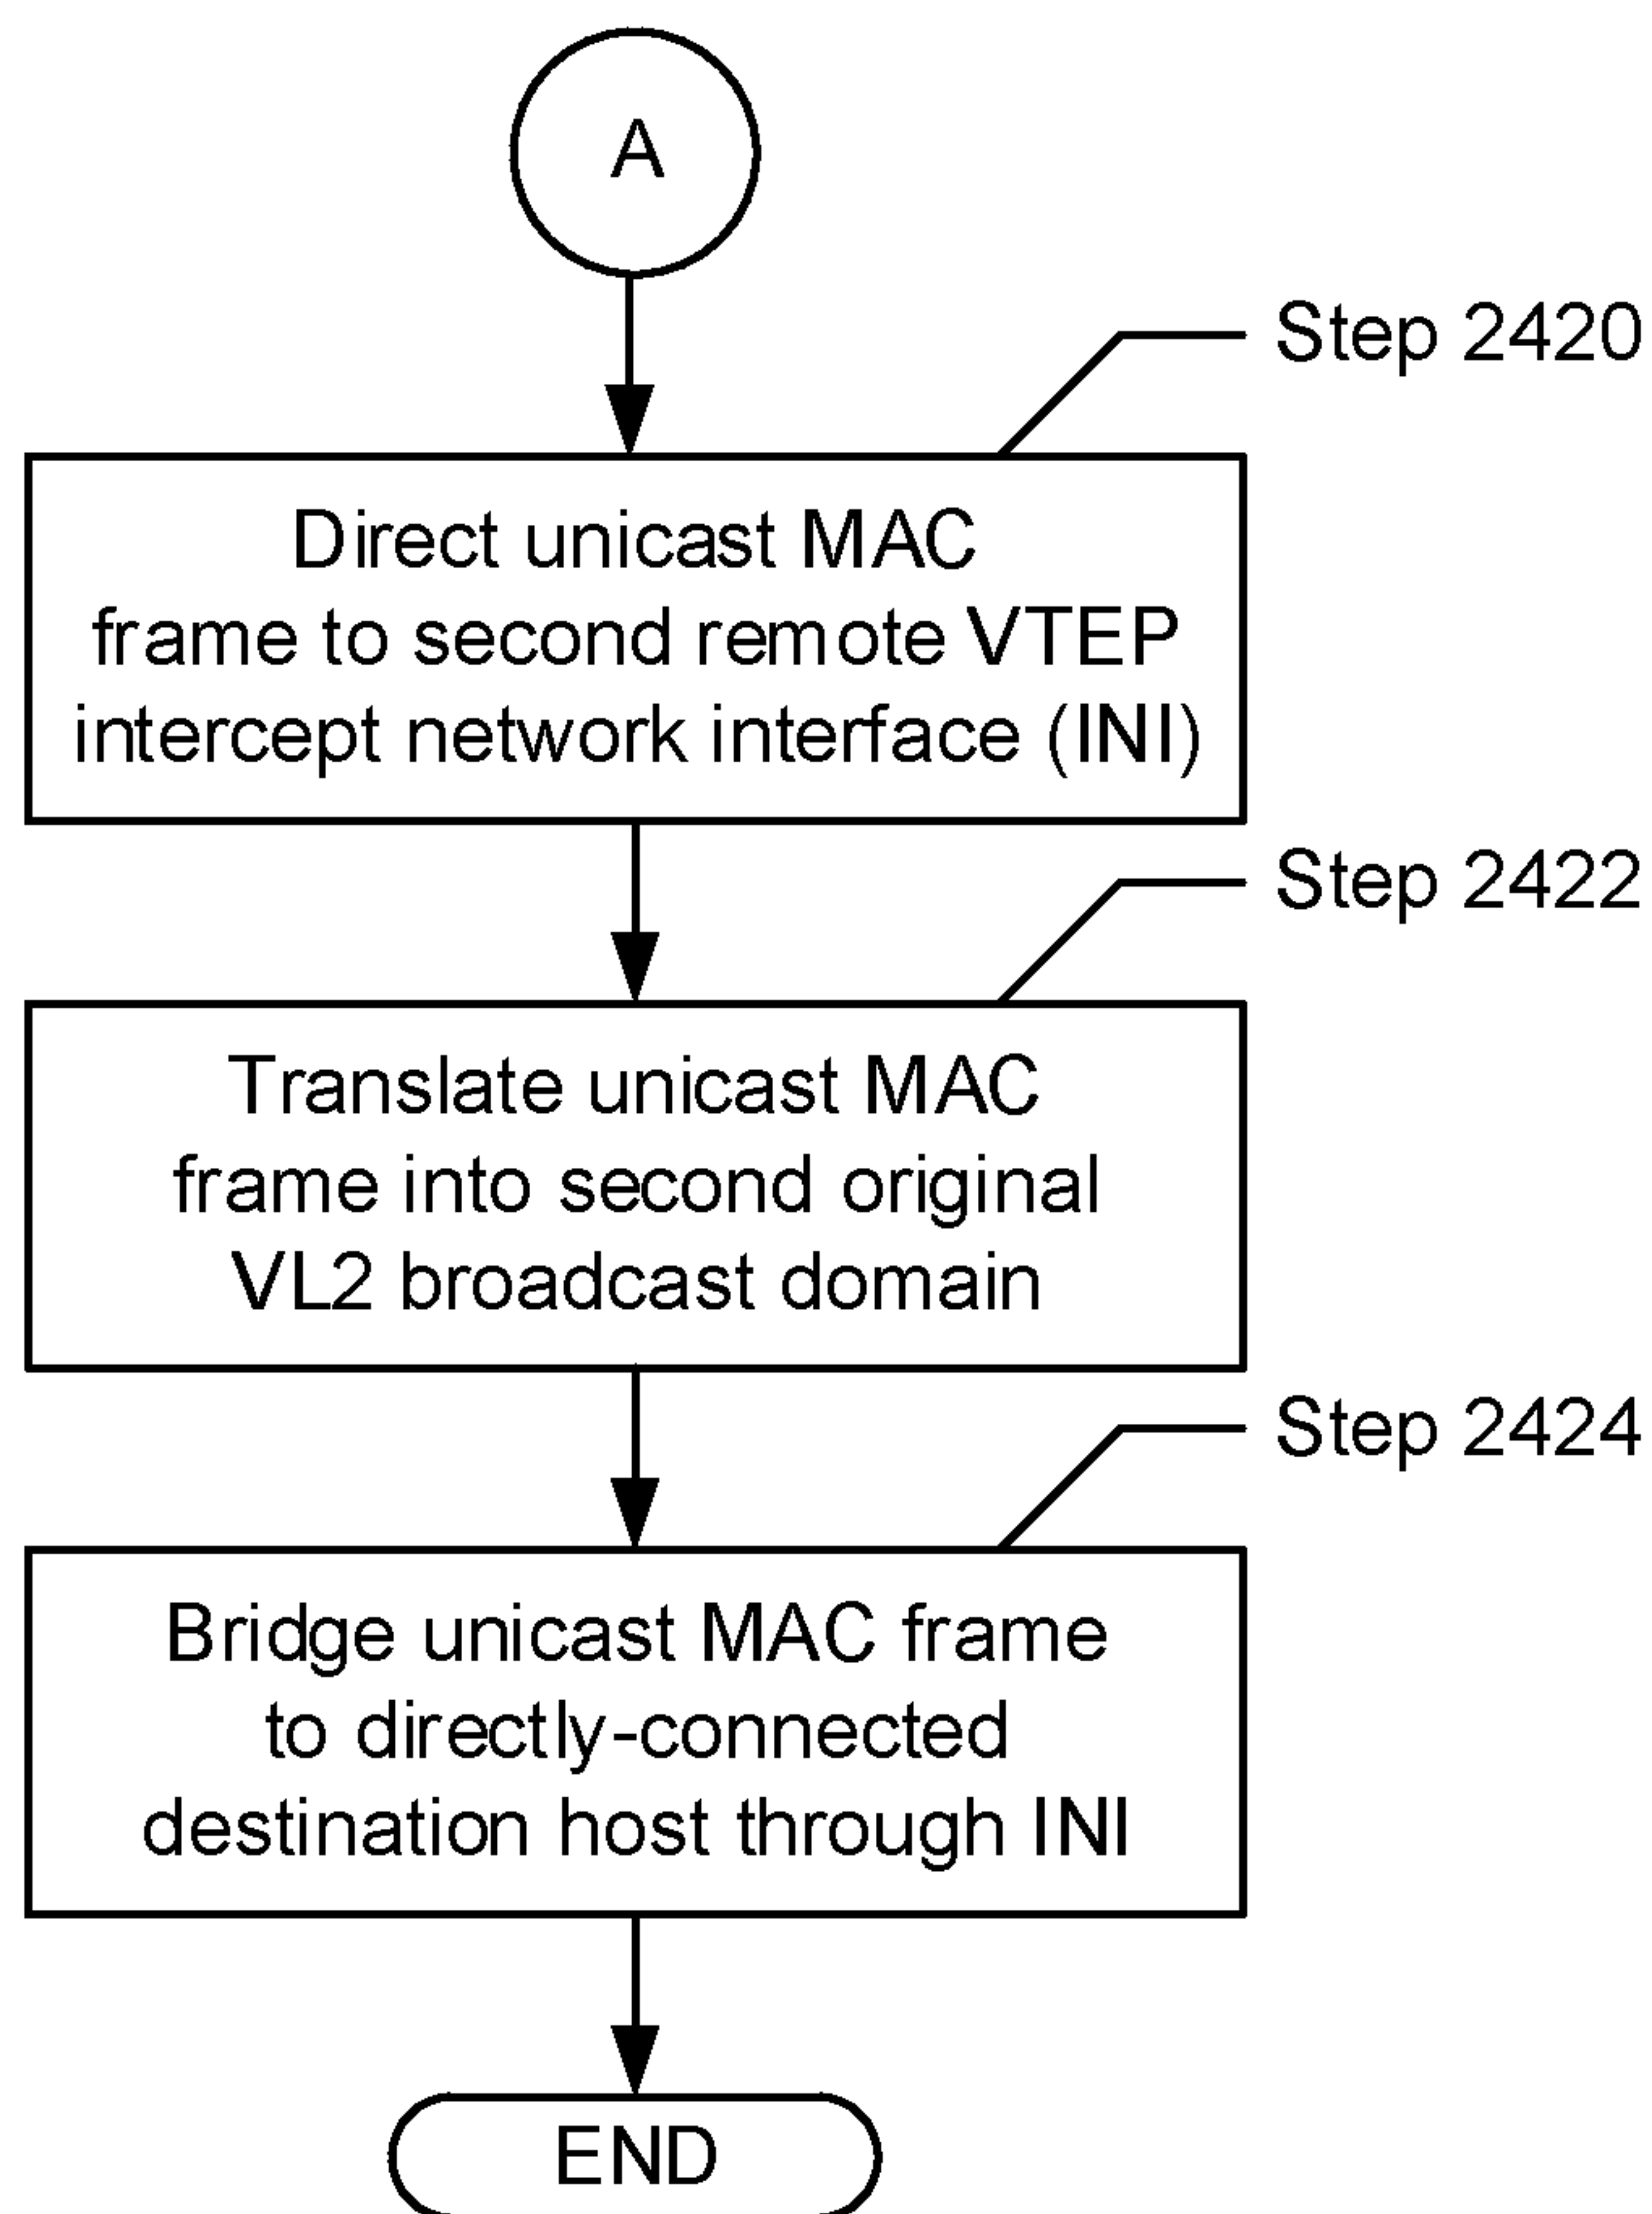 A
Step 2420
Direct unicast MAC
frame to second remote VTEP
intercept network interface (INI)
Step 2422
Translate unicast MAC
frame into second original
VL2 broadcast domain
Step 2424
Bridge unicast MAC frame
to directly-connected
destination host through INI
END